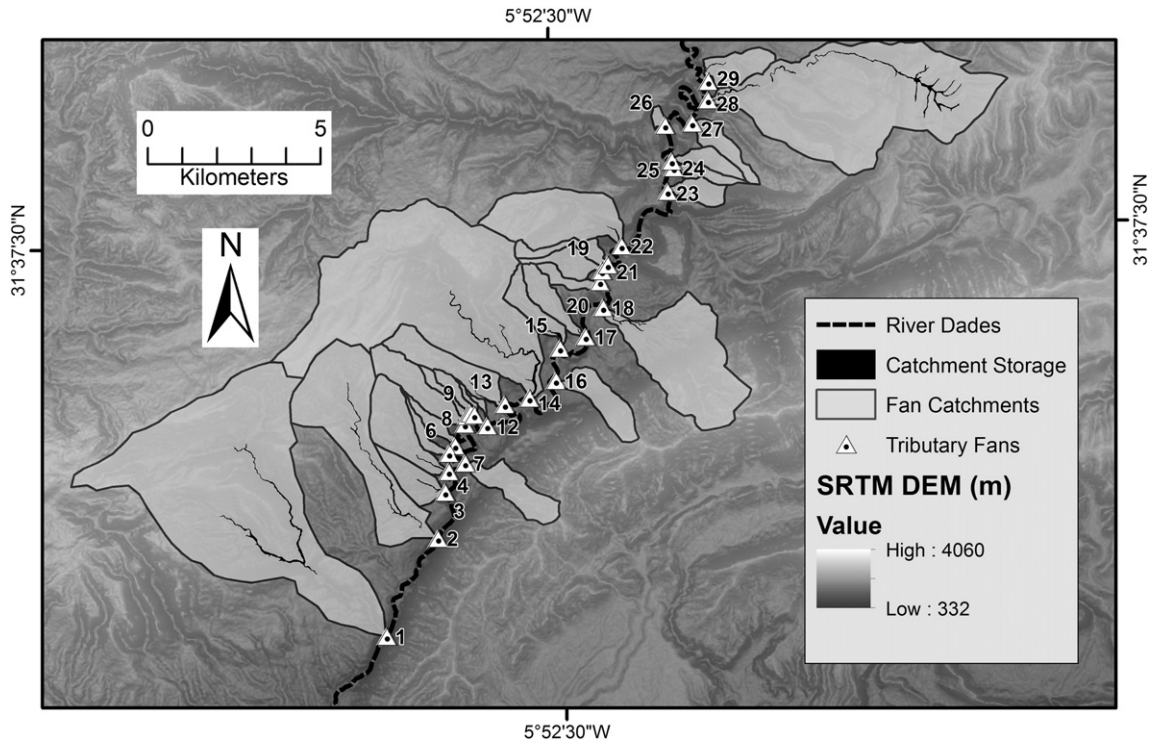 5°52'30"W
29
28
26
27
0 5
Kilometers
25 24
23
31°37'30"N
31°37'30"N
N
22
19
21
20 18
15
17
16
13
9
14
8
12
6
7
4
3
2
1
River Dades
Catchment Storage
Fan Catchments
Tributary Fans
SRTM DEM (m)
Value
High : 4060
Low : 332
5°52'30"W